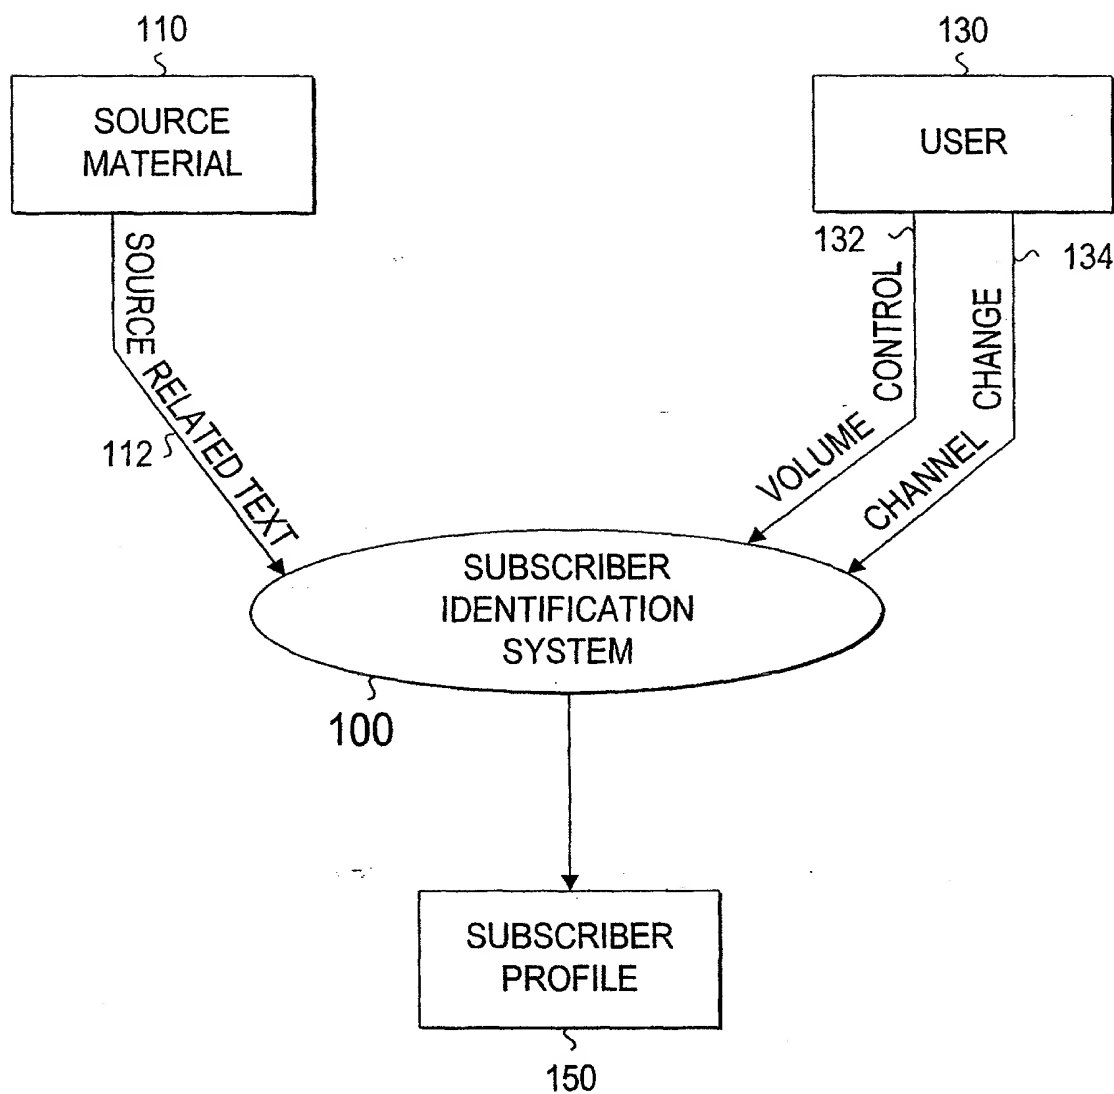 110
SOURCE
MATERIAL
130
USER
SOURCE RELATED TEXT
112
132
VOLUME CONTROL
134
CHANNEL CHANGE
SUBSCRIBER
IDENTIFICATION
SYSTEM
100
SUBSCRIBER
PROFILE
150